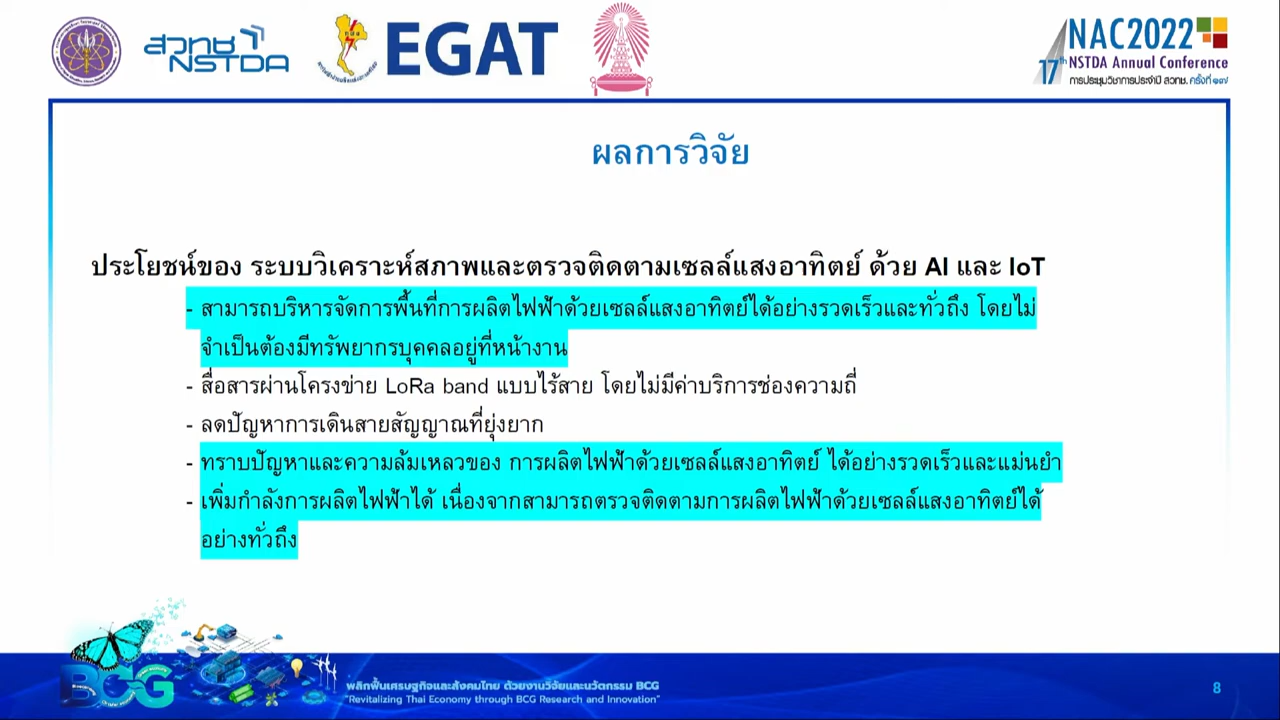 สวทช
NSTDA
EGAT
NAC2022
17th NSTDA Annual Conference
การประชุมวิชาการประจำปี สวทช. ครั้งที่ ๑๗
ผลการวิจัย
ประโยชน์ของ ระบบวิเคราะห์สภาพและตรวจติดตามเซลล์แสงอาทิตย์ ด้วย AI และ IoT
- สามารถบริหารจัดการพื้นที่การผลิตไฟฟ้าด้วยเซลล์แสงอาทิตย์ได้อย่างรวดเร็วและทั่วถึง โดยไม่
จำเป็นต้องมีทรัพยากรบุคคลอยู่ที่หน้างาน
- สื่อสารผ่านโครงข่าย LoRa band แบบไร้สาย โดยไม่มีค่าบริการช่องความถี่
- ลดปัญหาการเดินสายสัญญาณที่ยุ่งยาก
- ทราบปัญหาและความล้มเหลวของ การผลิตไฟฟ้าด้วยเซลล์แสงอาทิตย์ ได้อย่างรวดเร็วและแม่นยำ
- เพิ่มกำลังการผลิตไฟฟ้าได้ เนื่องจากสามารถตรวจติดตามการผลิตไฟฟ้าด้วยเซลล์แสงอาทิตย์ได้
อย่างทั่วถึง
BCG
พลิกฟื้นเศรษฐกิจและสังคมไทย ด้วยงานวิจัยและนวัตกรรม BCG
"Revitalizing Thai Economy through BCG Research and Innovation"
8